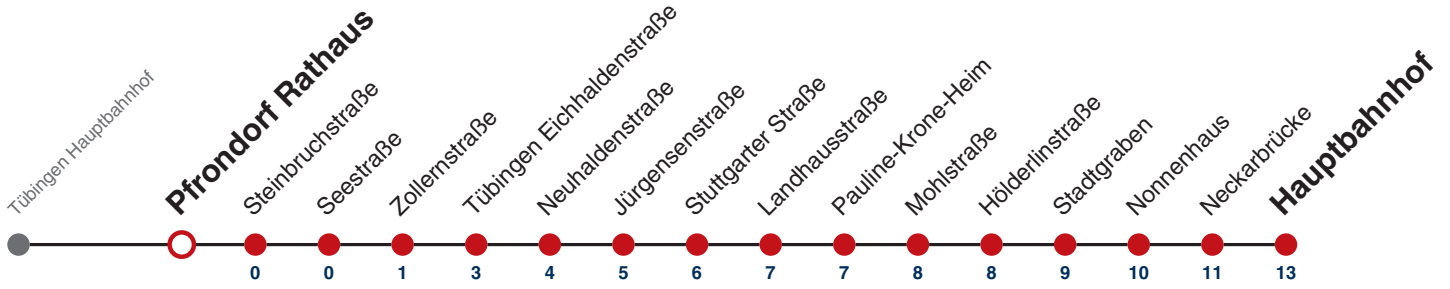 Tübingen Hauptbahnhof
Pfrondorf Rathaus
Steinbruchstraße
Seestraße
Zollernstraße
Tübingen Eichhaldenstraße
Neuhaldenstraße
Jürgensenstraße
Stuttgarter Straße
Landhausstraße
Pauline-Krone-Heim
Mohlstraße
Hölderlinstraße
Stadtgraben
Nonnenhaus
Neckarbrücke
Hauptbahnhof
0 0 1 3 4 5 6 7 7 8 8 9 10 11 13